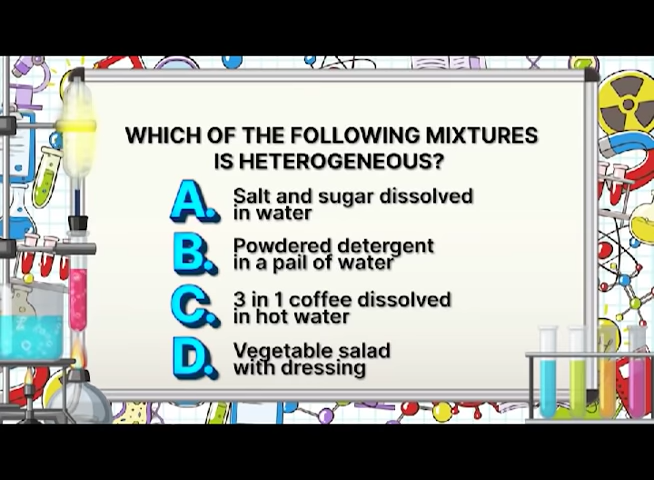 WHICH OF THE FOLLOWING MIXTURES
IS HETEROGENEOUS?
A. Salt and sugar dissolved
in water
B. Powdered detergent
in a pail of water
C. 3 in 1 coffee dissolved
in hot water
D. Vegetable salad
with dressing